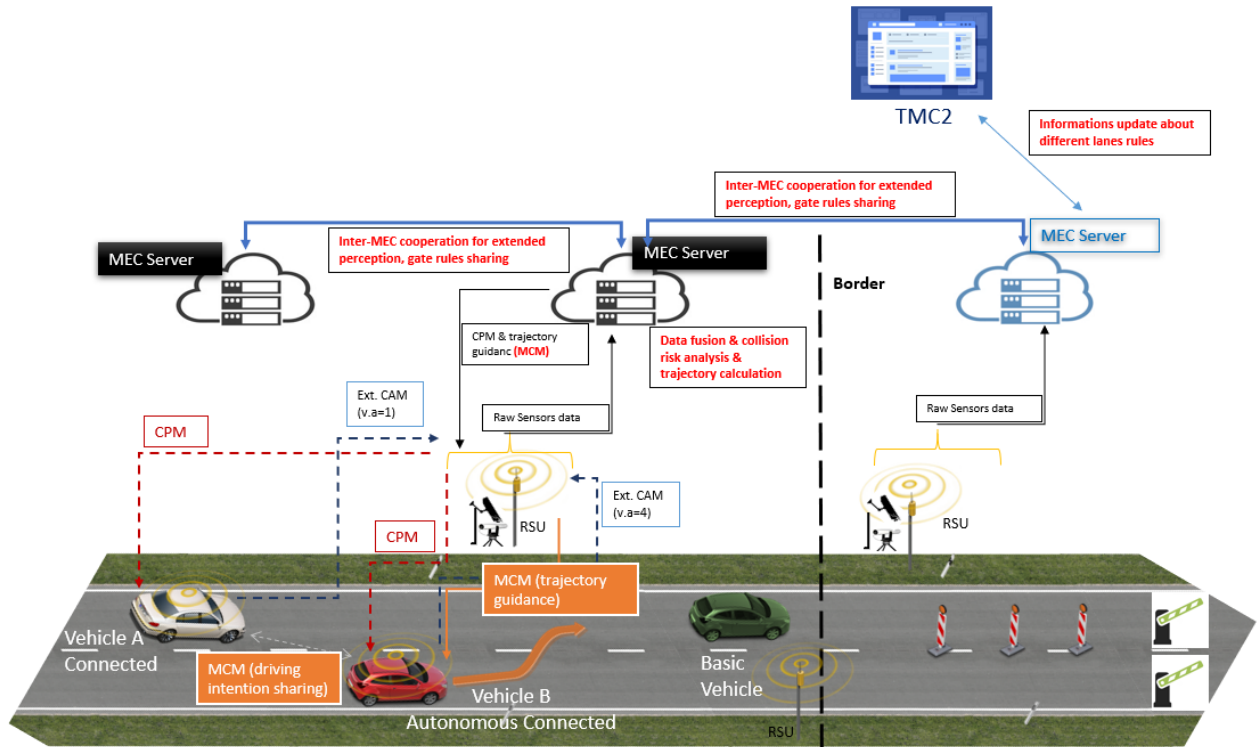 TMC2
Informations update about
different lanes rules
Inter-MEC cooperation for extended
perception, gate rules sharing
MEC Server
Inter-MEC cooperation for extended
perception, gate rules sharing
MEC Server
MEC Server
Border
CPM & trajectory
guidanc (MCM)
Data fusion & collision
risk analysis &
trajectory calculation
Ext. CAM
(v.a=1)
Raw Sensors data
Raw Sensors data
CPM
Ext. CAM
(v.a=4)
RSU
RSU
CPM
MCM (trajectory
guidance)
Vehicle A
Connected
MCM (driving
intention sharing)
Vehicle B
Autonomous Connected
Basic
Vehicle
RSU